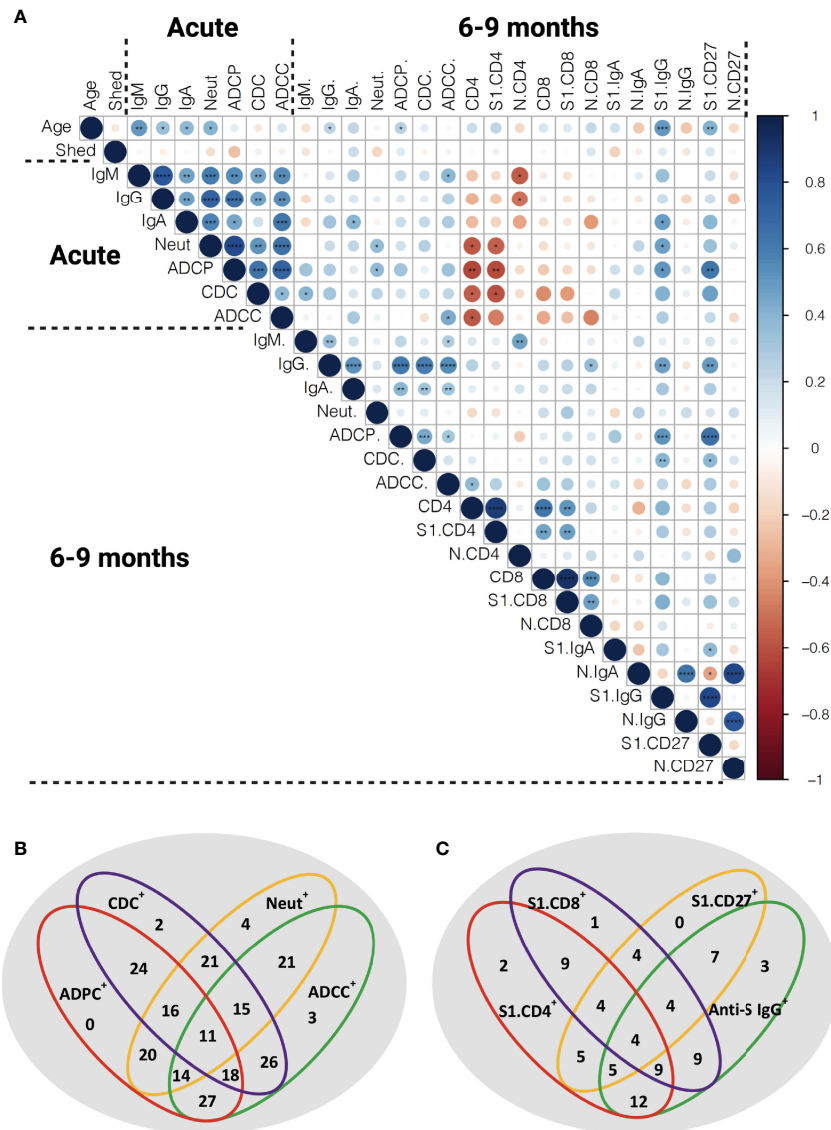 A
Acute
6-9 months
Age Shed IgM IgG IgA Neut ADCP CDC ADCC IgM. IgG. IgA. Neut. ADCP. CDC. ADCC. CD4 S1.CD4 N.CD4 CD8 S1.CD8 N.CD8 S1.IgA N.IgA S1.IgG N.IgG S1.CD27 N.CD27
Age ** * * * * * *** **
Shed
IgM **** ** *** ** ** ** * *
IgG ** **** **** ** ** *
IgA *** * *** * *
Neut **** ** **** * * * *
ADCP *** **** * ** ** * **
CDC * * * *
ADCC * *
IgM. ** * **
IgG. **** **** **** **** * ** **
IgA. ** ** **
Neut.
ADCP. *** * *** ****
CDC. ** *
ADCC. *
CD4 **** **** **
S1.CD4 ** **
N.CD4
CD8 **** ***
S1.CD8 **
N.CD8
S1.IgA *
N.IgA **** * ****
S1.IgG ****
N.IgG ****
S1.CD27
N.CD27
Acute
6-9 months
1
0.8
0.6
0.4
0.2
0
−0.2
−0.4
−0.6
−0.8
−1
B
CDC+
Neut+
ADPC+
ADCC+
2
4
24
21
21
0
16
15
3
11
20
26
14
18
27
C
S1.CD8+
S1.CD27+
S1.CD4+
Anti-S IgG+
1
0
2
9
4
7
3
4
4
4
5
5
9
9
12